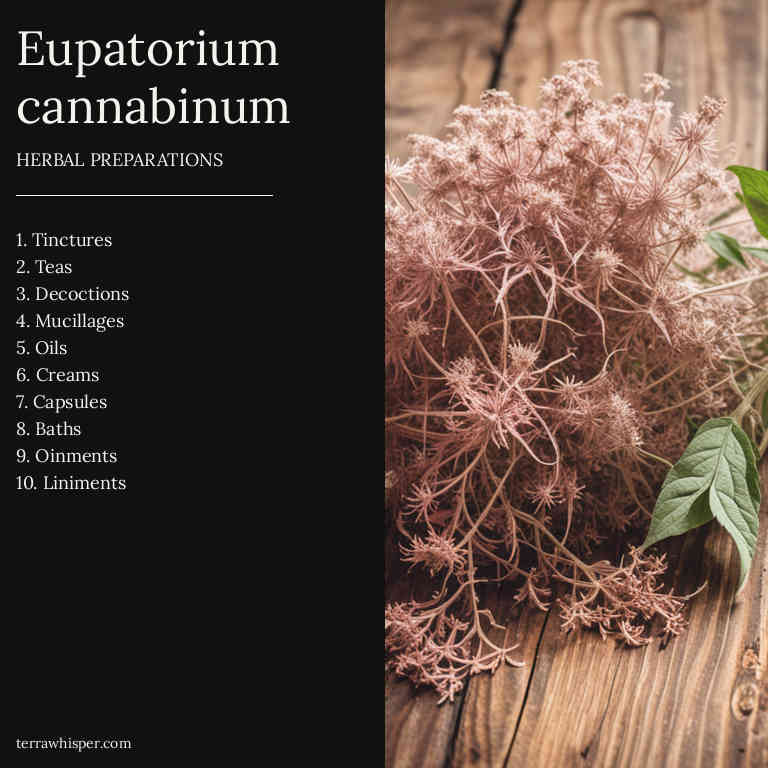 Eupatorium
cannabinum
HERBAL PREPARATIONS
1. Tinctures
2. Teas
3. Decoctions
4. Mucillages
5. Oils
6. Creams
7. Capsules
8. Baths
9. Oinments
10. Liniments
terrawhisper.com